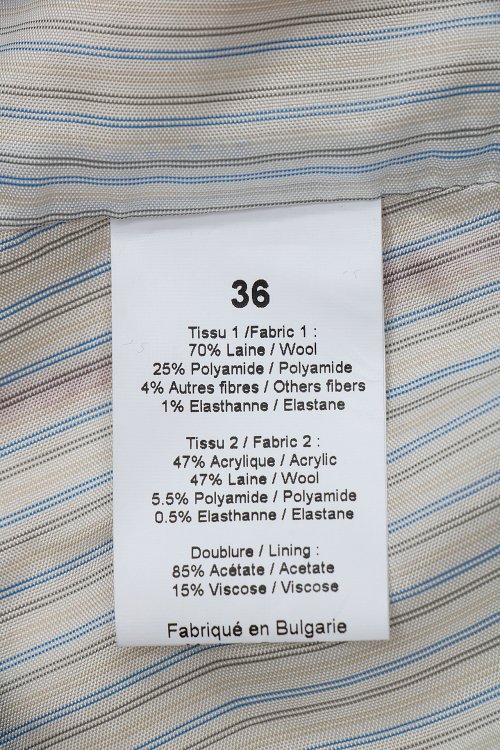 36
Tissu 1 /Fabric 1 :
70% Laine / Wool
25% Polyamide / Polyamide
4% Autres fibres / Others fibers
1% Elasthanne / Elastane
Tissu 2 / Fabric 2 :
47% Acrylique / Acrylic
47% Laine / Wool
5.5% Polyamide / Polyamide
0.5% Elasthanne / Elastane
Doublure / Lining :
85% Acétate / Acetate
15% Viscose / Viscose
Fabriqué en Bulgarie